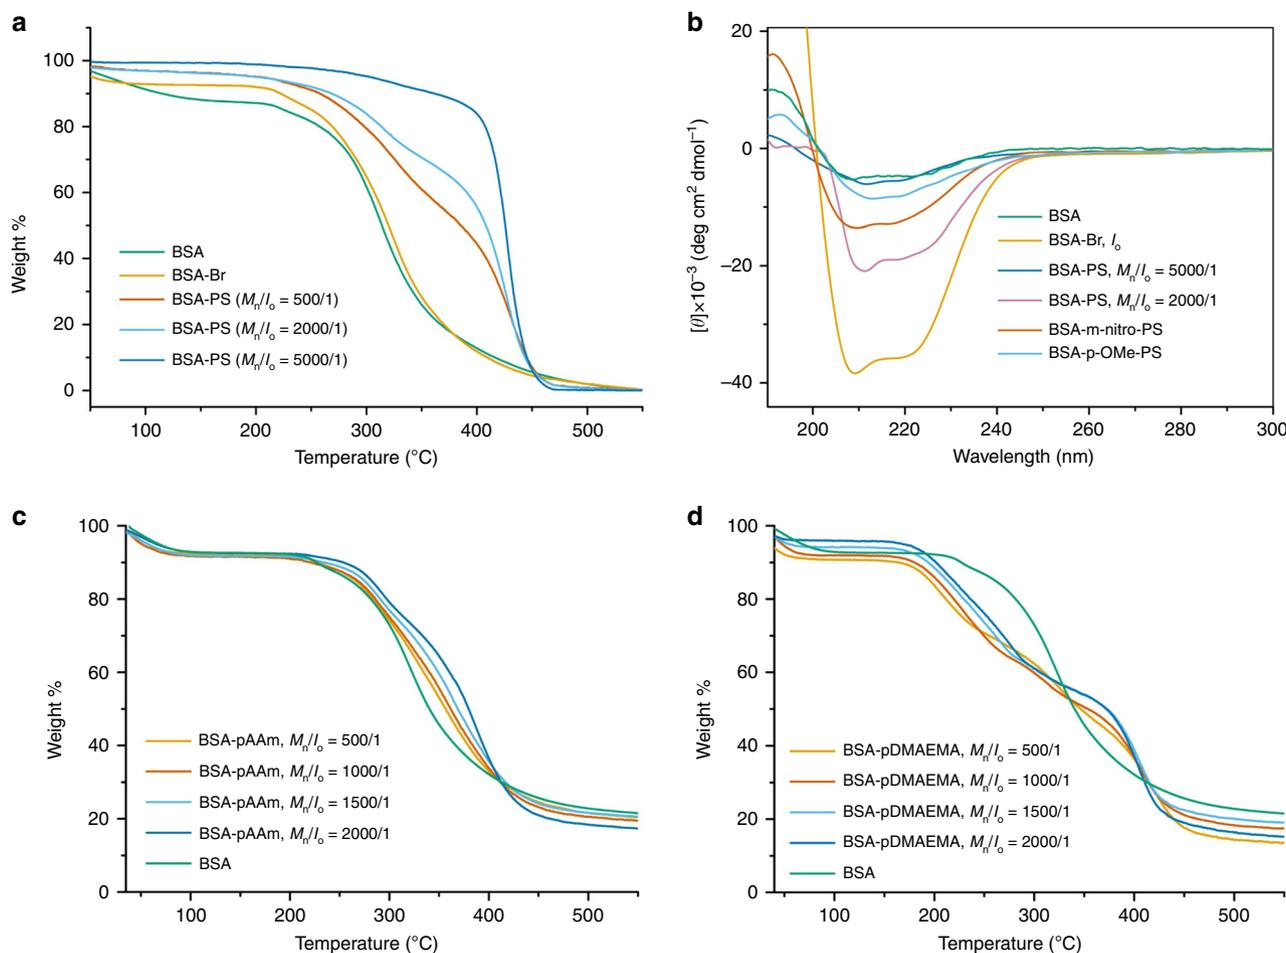 a
100
80
60
40
20
0
Weight %
BSA
BSA-Br
BSA-PS (Mn/Io = 500/1)
BSA-PS (Mn/Io = 2000/1)
BSA-PS (Mn/Io = 5000/1)
100 200 300 400 500
Temperature (°C)
b
20
0
–20
–40
[θ]×10⁻³ (deg cm² dmol⁻¹)
BSA
BSA-Br, Io
BSA-PS, Mn/Io = 5000/1
BSA-PS, Mn/Io = 2000/1
BSA-m-nitro-PS
BSA-p-OMe-PS
200 220 240 260 280 300
Wavelength (nm)
c
100
80
60
40
20
0
Weight %
BSA-pAAm, Mn/Io = 500/1
BSA-pAAm, Mn/Io = 1000/1
BSA-pAAm, Mn/Io = 1500/1
BSA-pAAm, Mn/Io = 2000/1
BSA
100 200 300 400 500
Temperature (°C)
d
100
80
60
40
20
0
Weight %
BSA-pDMAEMA, Mn/Io = 500/1
BSA-pDMAEMA, Mn/Io = 1000/1
BSA-pDMAEMA, Mn/Io = 1500/1
BSA-pDMAEMA, Mn/Io = 2000/1
BSA
100 200 300 400 500
Temperature (°C)